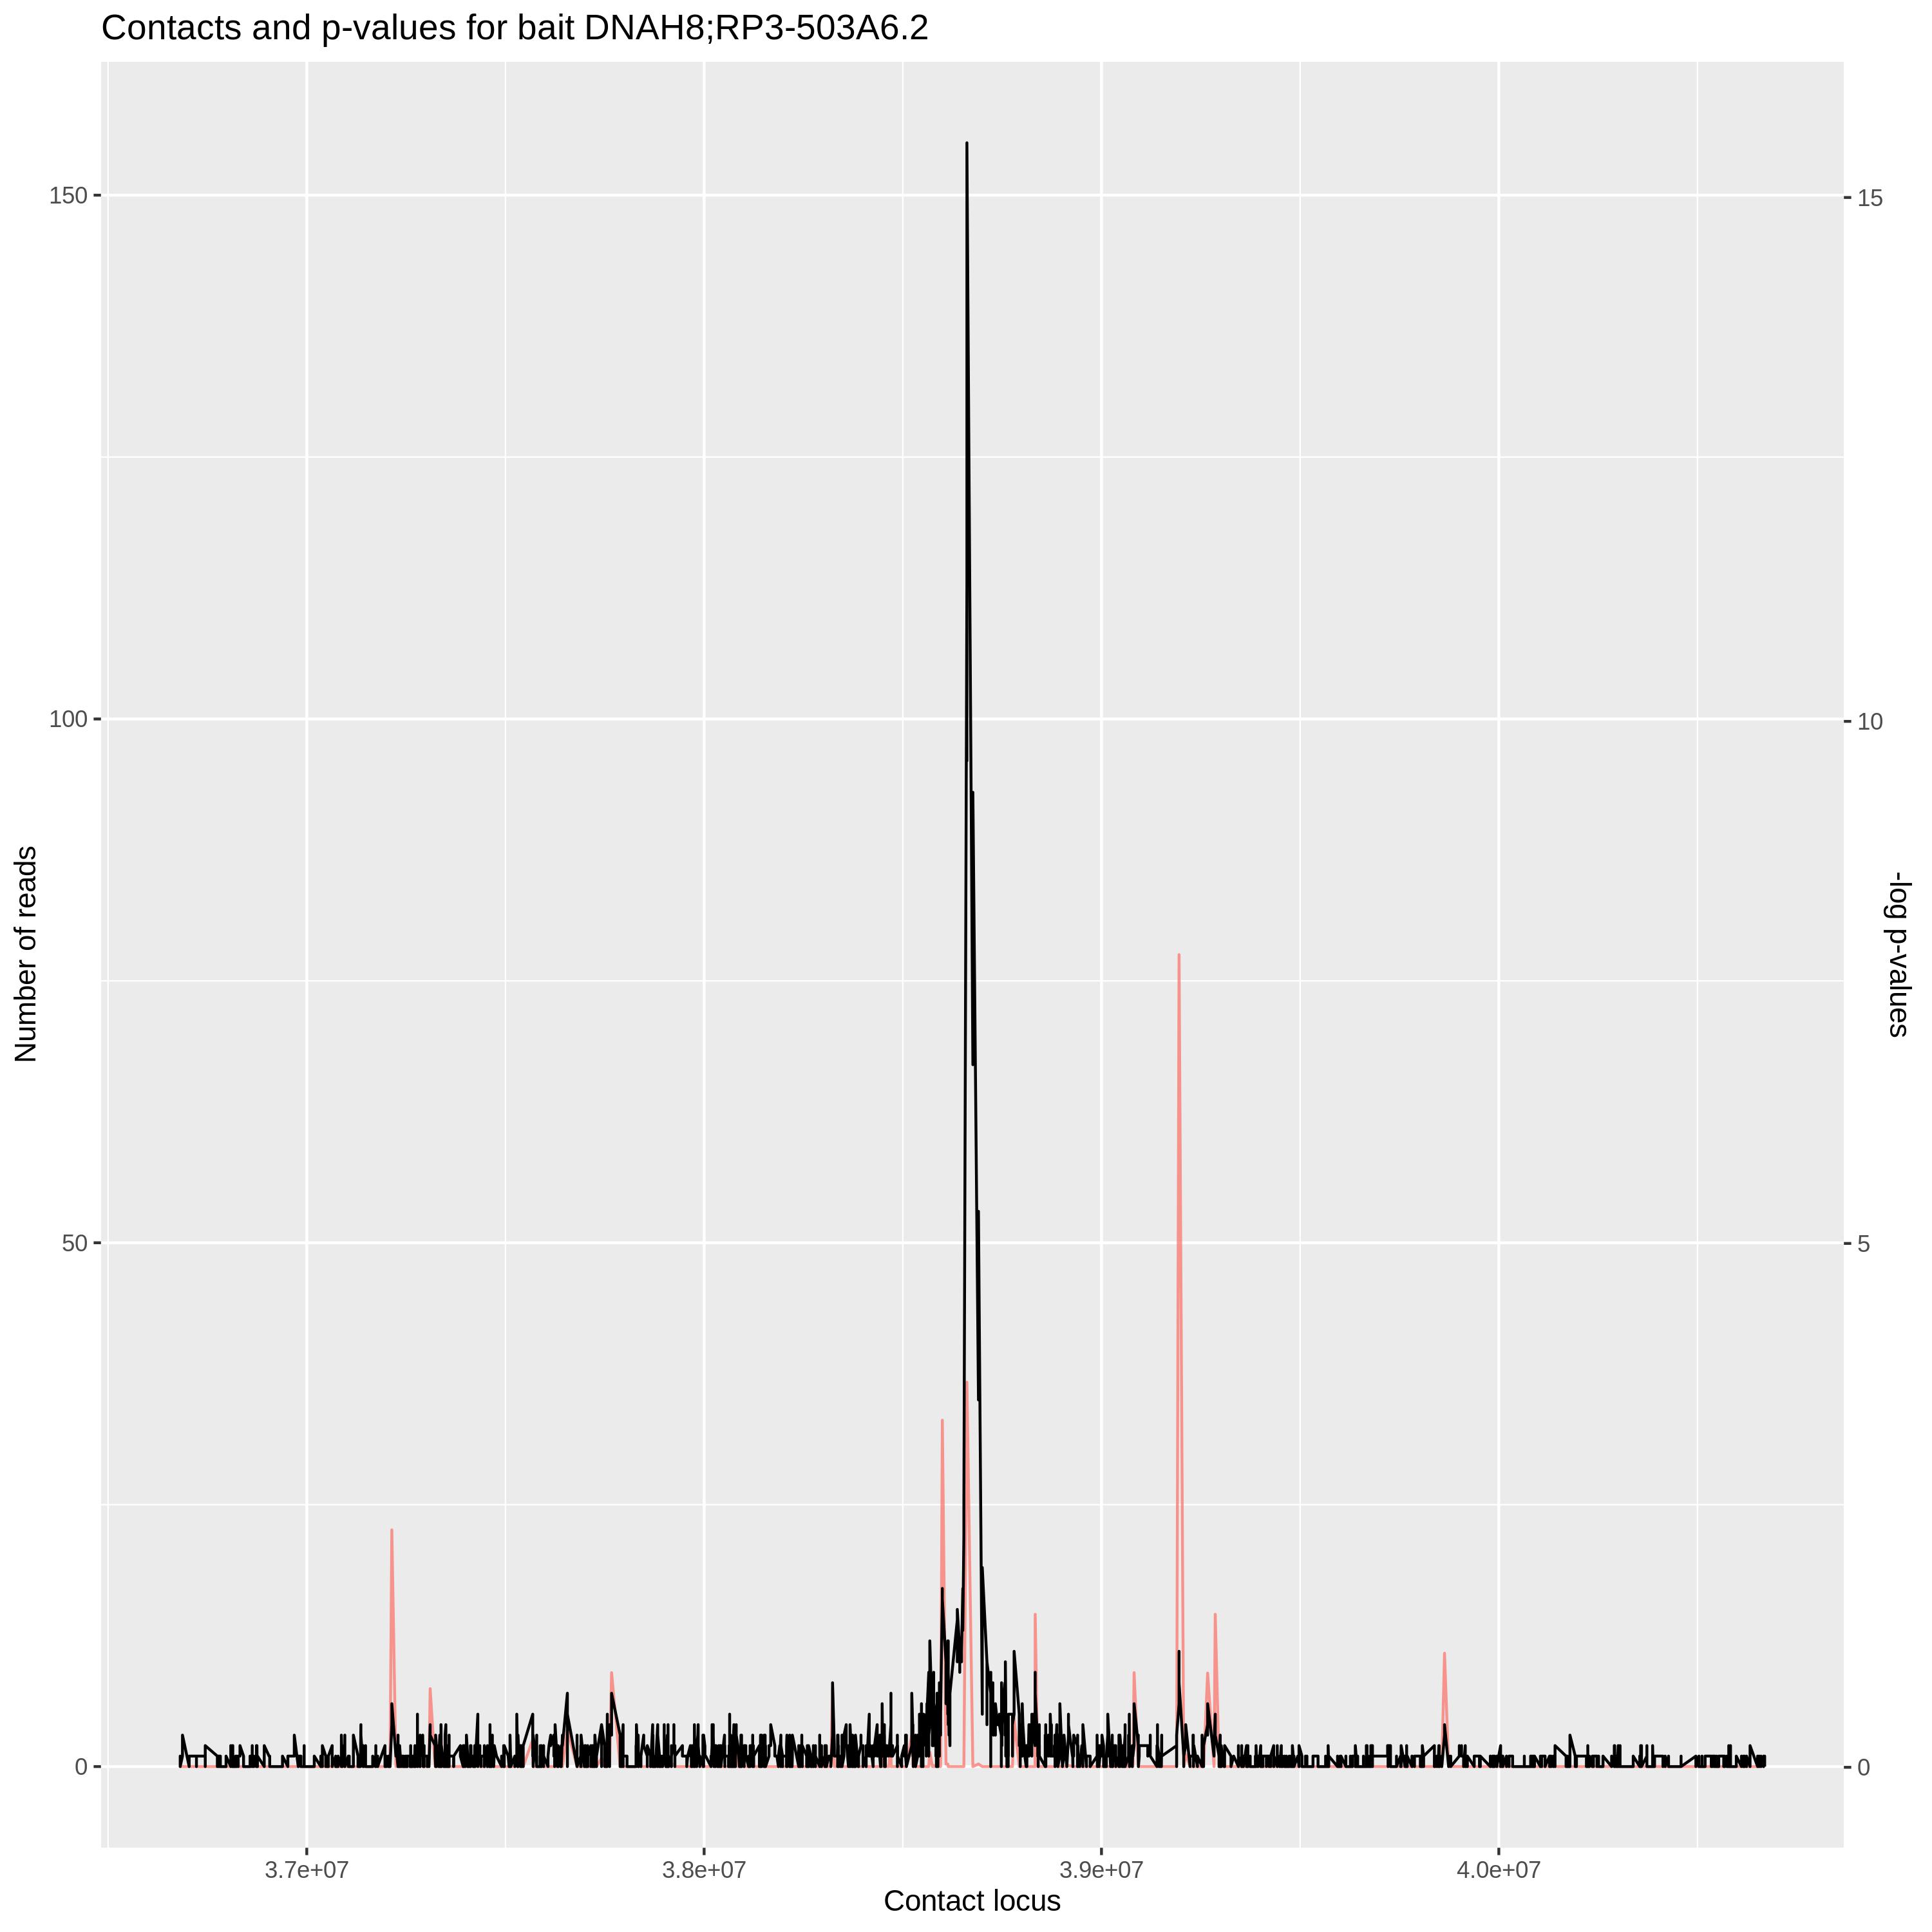 Contacts and p-values for bait DNAH8;RP3-503A6.2
150
100
50
0
Number of reads
15
10
5
0
-log p-values
3.7e+07
3.8e+07
3.9e+07
4.0e+07
Contact locus